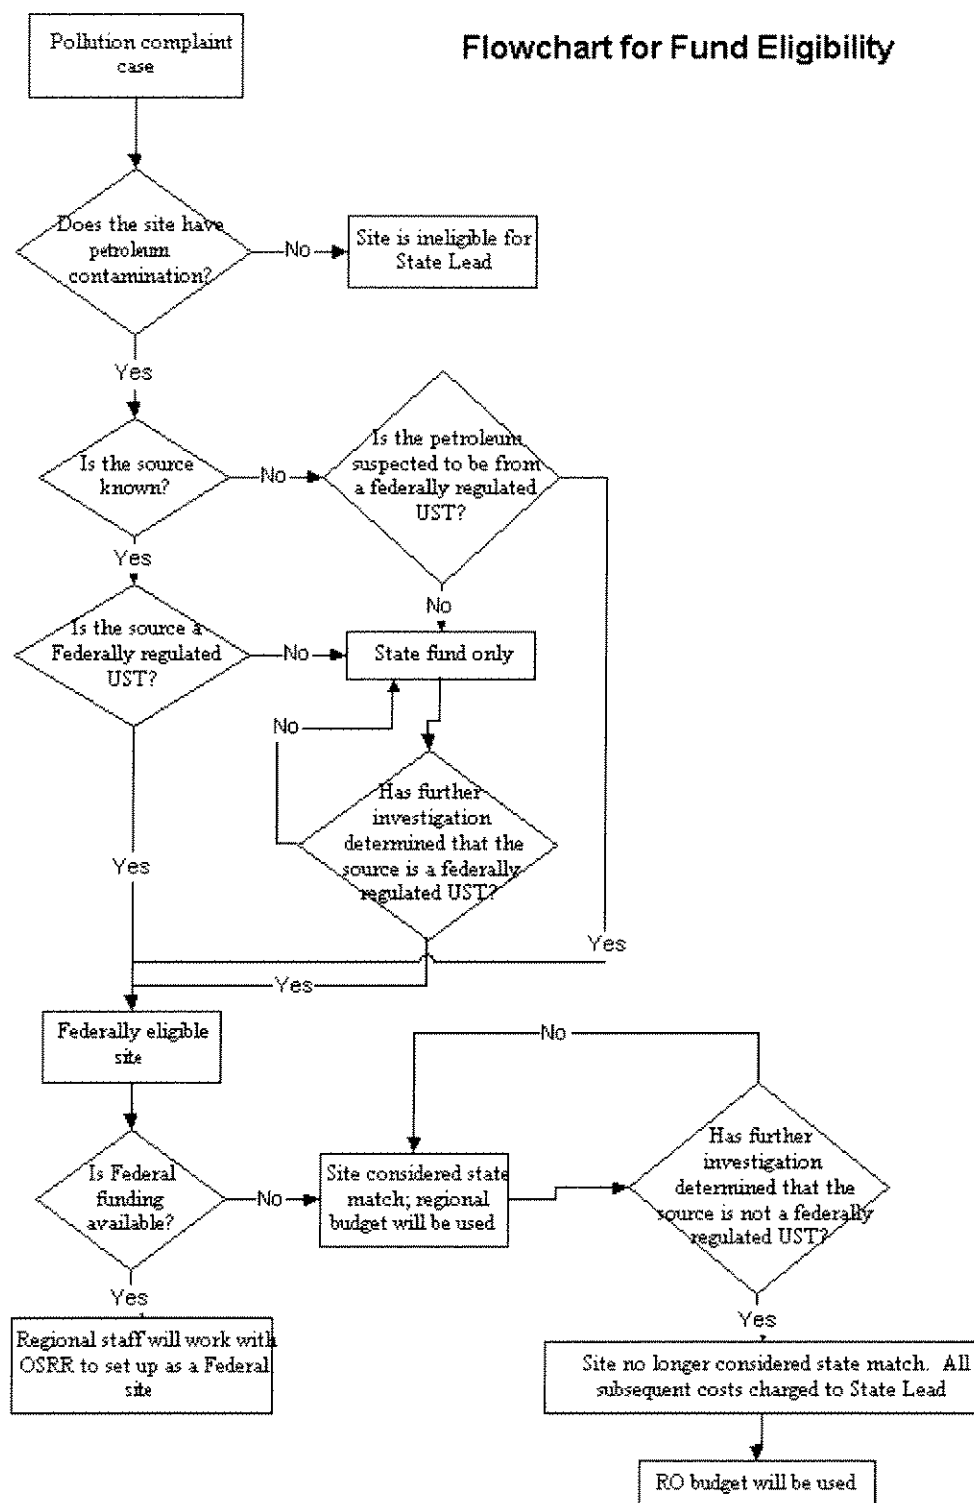 Flowchart for Fund Eligibility
Pollution complaint
case
Does the site have
petroleum
contamination?
No
Site is ineligible for
State Lead
Yes
Is the source
known?
No
Is the petroleum
suspected to be from
a federally regulated
UST?
Yes
No
Is the source a
Federally regulated
UST?
No
State fund only
No
Has further
investigation
determined that the
source is a federally
regulated UST?
Yes
Yes
Yes
Federally eligible
site
No
Is Federal
funding
available?
No
Site considered state
match; regional
budget will be used
Has further
investigation
determined that the
source is not a federally
regulated UST?
Yes
Yes
Regional staff will work with
OSRR to set up as a Federal
site
Site no longer considered state match. All
subsequent costs charged to State Lead
RO budget will be used